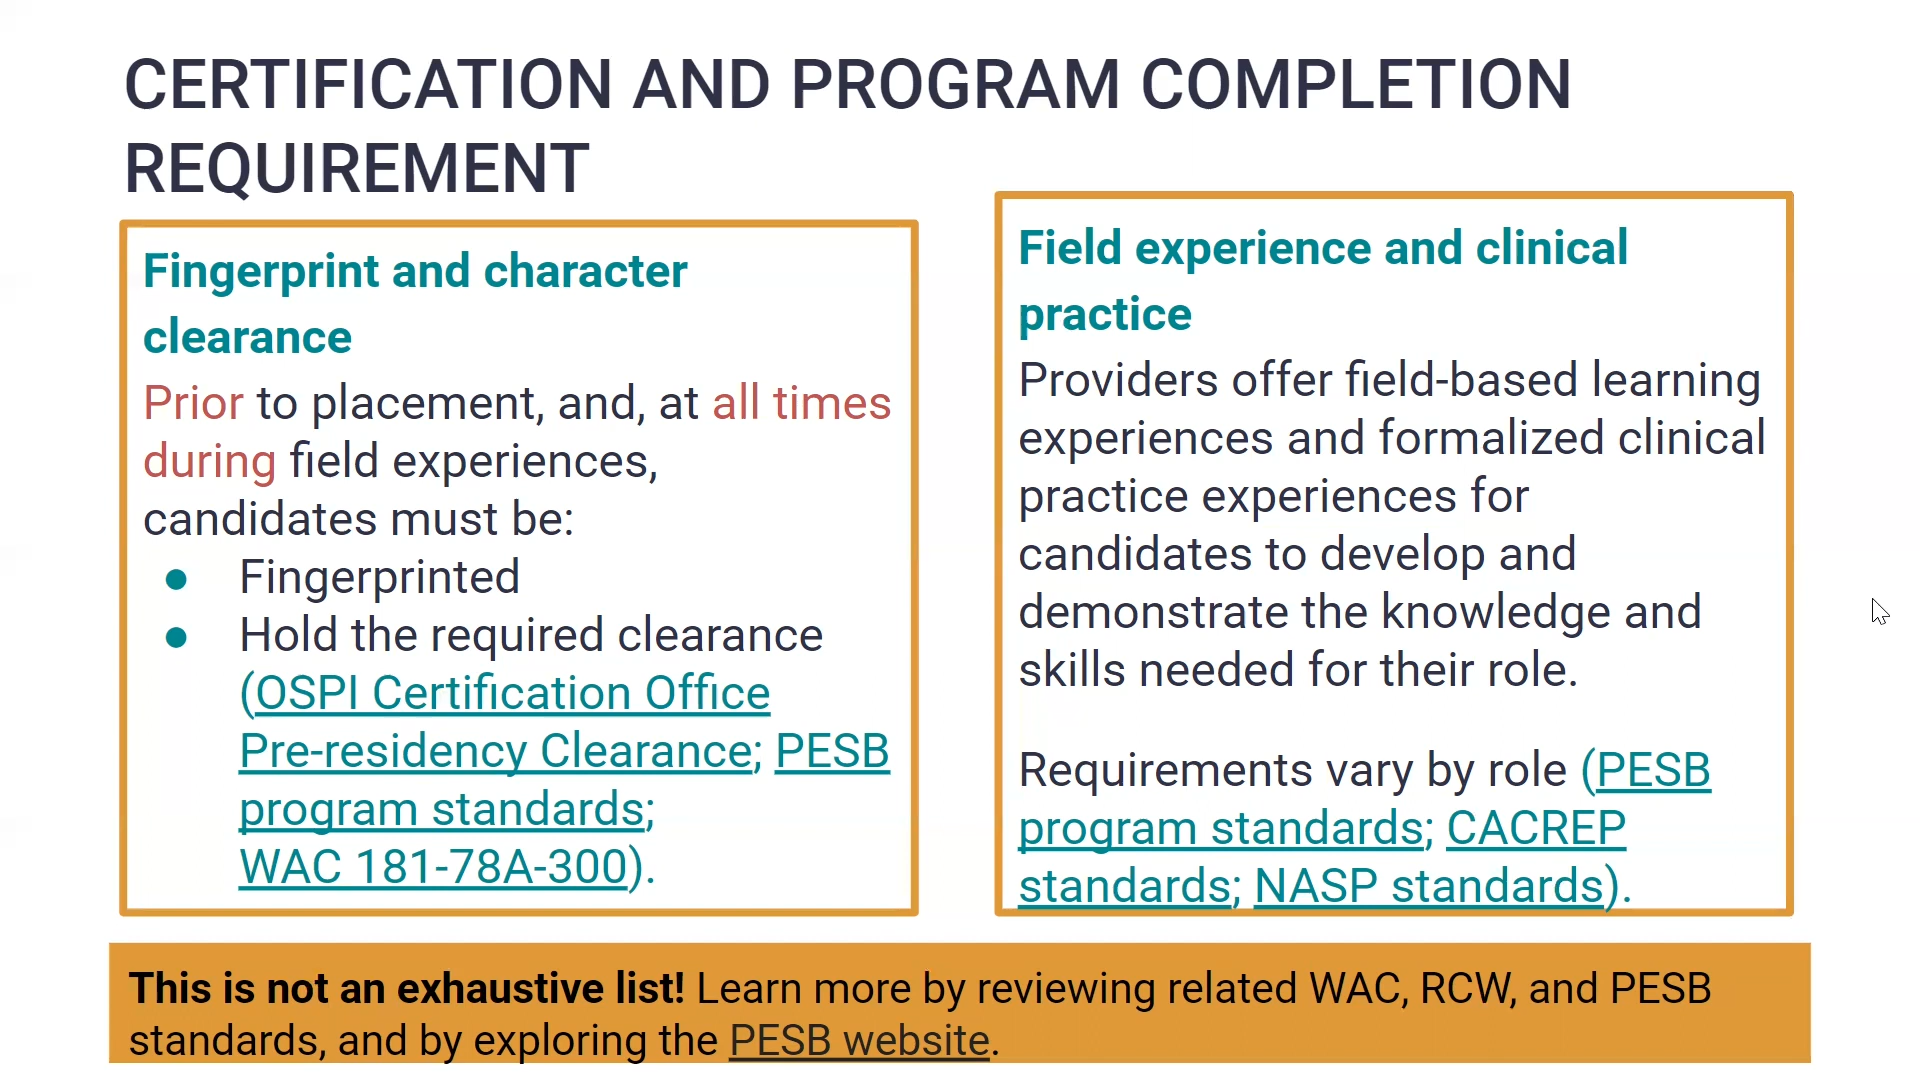 CERTIFICATION AND PROGRAM COMPLETION
REQUIREMENT
Fingerprint and character
clearance
Prior to placement, and, at all times
during field experiences,
candidates must be:
● Fingerprinted
● Hold the required clearance
(OSPI Certification Office
Pre-residency Clearance; PESB
program standards;
WAC 181-78A-300).
Field experience and clinical
practice
Providers offer field-based learning
experiences and formalized clinical
practice experiences for
candidates to develop and
demonstrate the knowledge and
skills needed for their role.
Requirements vary by role (PESB
program standards; CACREP
standards; NASP standards).
This is not an exhaustive list! Learn more by reviewing related WAC, RCW, and PESB
standards, and by exploring the PESB website.